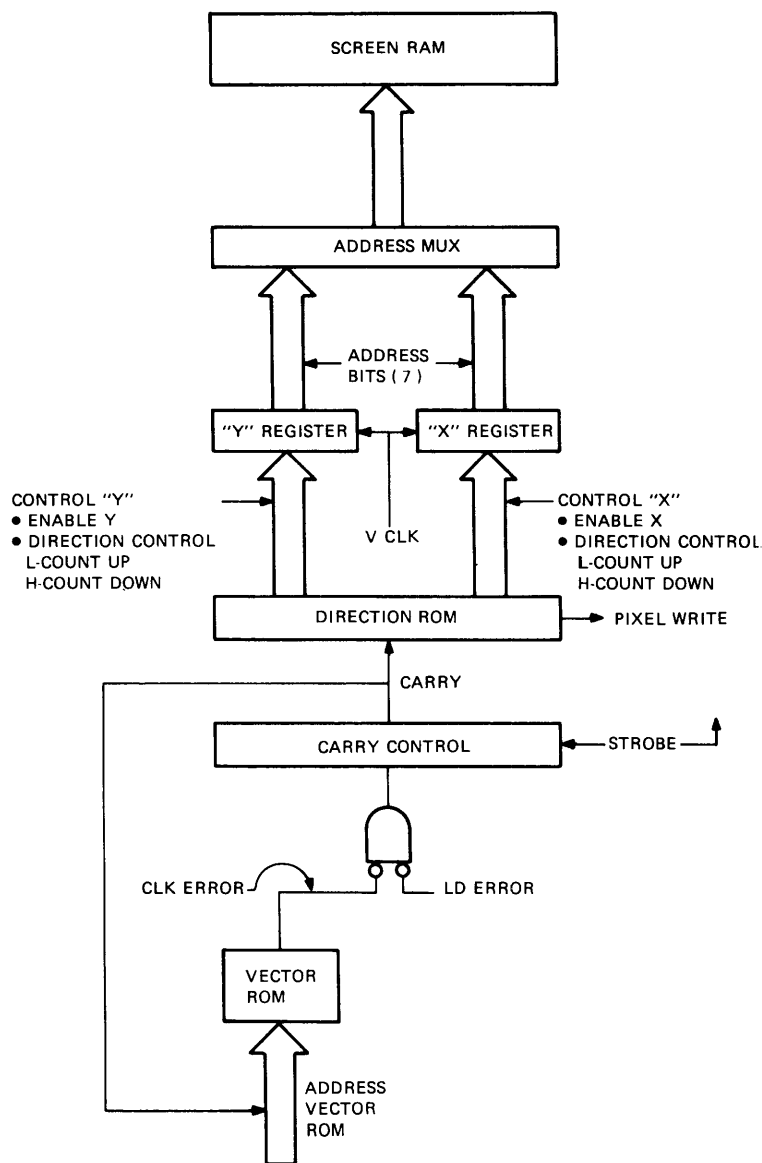 SCREEN RAM
ADDRESS MUX
ADDRESS
BITS ( 7 )
"Y" REGISTER
"X" REGISTER
CONTROL "Y"
● ENABLE Y
● DIRECTION CONTROL
L-COUNT UP
H-COUNT DOWN
V CLK
CONTROL "X"
● ENABLE X
● DIRECTION CONTROL
L-COUNT UP
H-COUNT DOWN
DIRECTION ROM
PIXEL WRITE
CARRY
CARRY CONTROL
STROBE
CLK ERROR
LD ERROR
VECTOR
ROM
ADDRESS
VECTOR
ROM